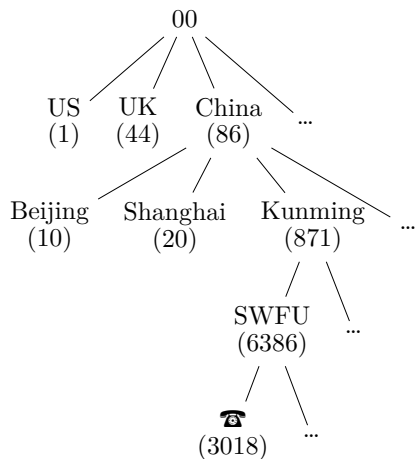 00
US UK China
(1) (44) (86) ...
Beijing Shanghai Kunming
(10) (20) (871) ...
SWFU
(6386) ...
☎
(3018) ...